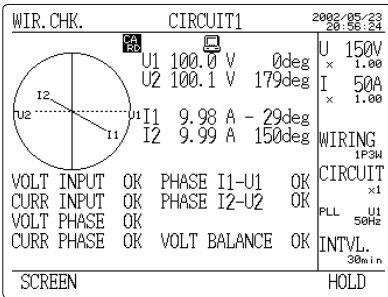 WIR.CHK. CIRCUIT1 2002/05/23
20:56:24
CA
RD
U1 100.0 V 0deg
U2 100.1 V 179deg
I1 9.98 A - 29deg
I2 9.99 A 150deg
I2
U2 U1
I1
VOLT INPUT OK PHASE I1-U1 OK
CURR INPUT OK PHASE I2-U2 OK
VOLT PHASE OK
CURR PHASE OK VOLT BALANCE OK
U 150V
× 1.00
I 50A
× 1.00
WIRING
1P3W
CIRCUIT
×1
PLL U1
50Hz
INTVL.
30min
SCREEN HOLD